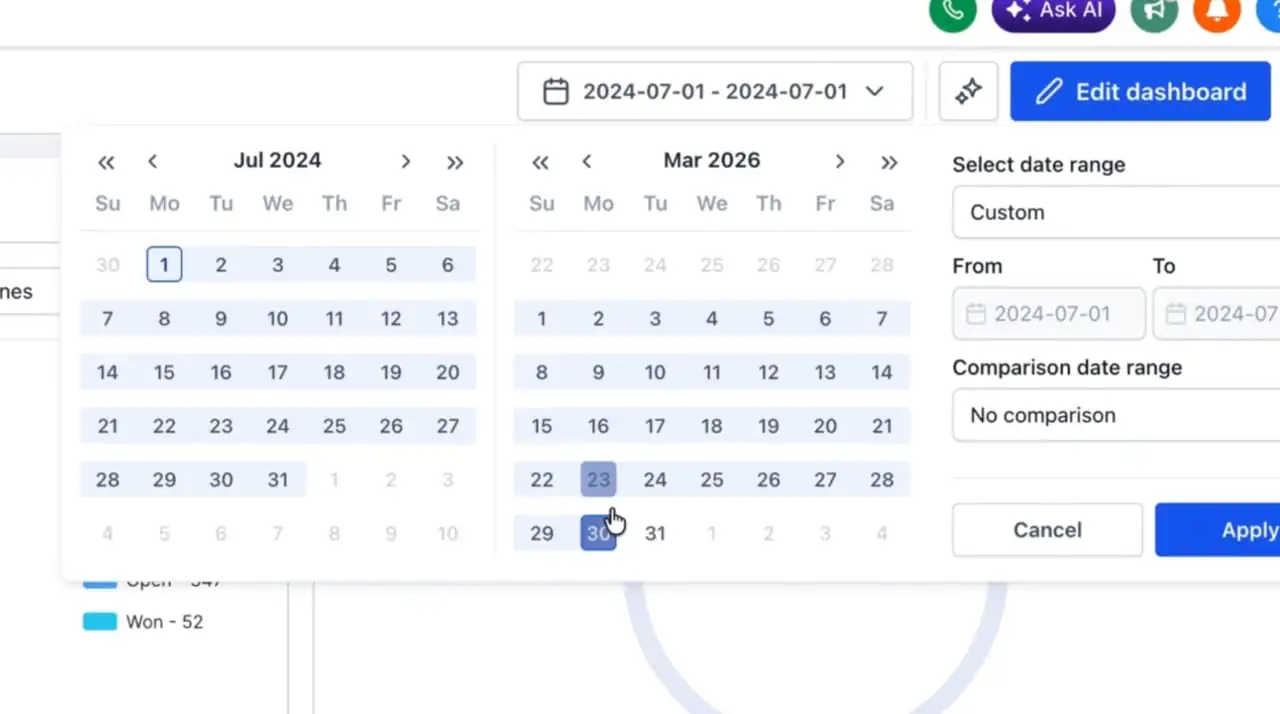 Ask AI
2024-07-01 - 2024-07-01
Edit dashboard
Jul 2024
Su Mo Tu We Th Fr Sa
30 1 2 3 4 5 6
7 8 9 10 11 12 13
14 15 16 17 18 19 20
21 22 23 24 25 26 27
28 29 30 31 1 2 3
4 5 6 7 8 9 10
Mar 2026
Su Mo Tu We Th Fr Sa
22 23 24 25 26 27 28
1 2 3 4 5 6 7
8 9 10 11 12 13 14
15 16 17 18 19 20 21
22 23 24 25 26 27 28
29 30 31 1 2 3 4
Select date range
Custom
From To
2024-07-01 2024-07
Comparison date range
No comparison
Cancel Apply
nes
Open - 347
Won - 52